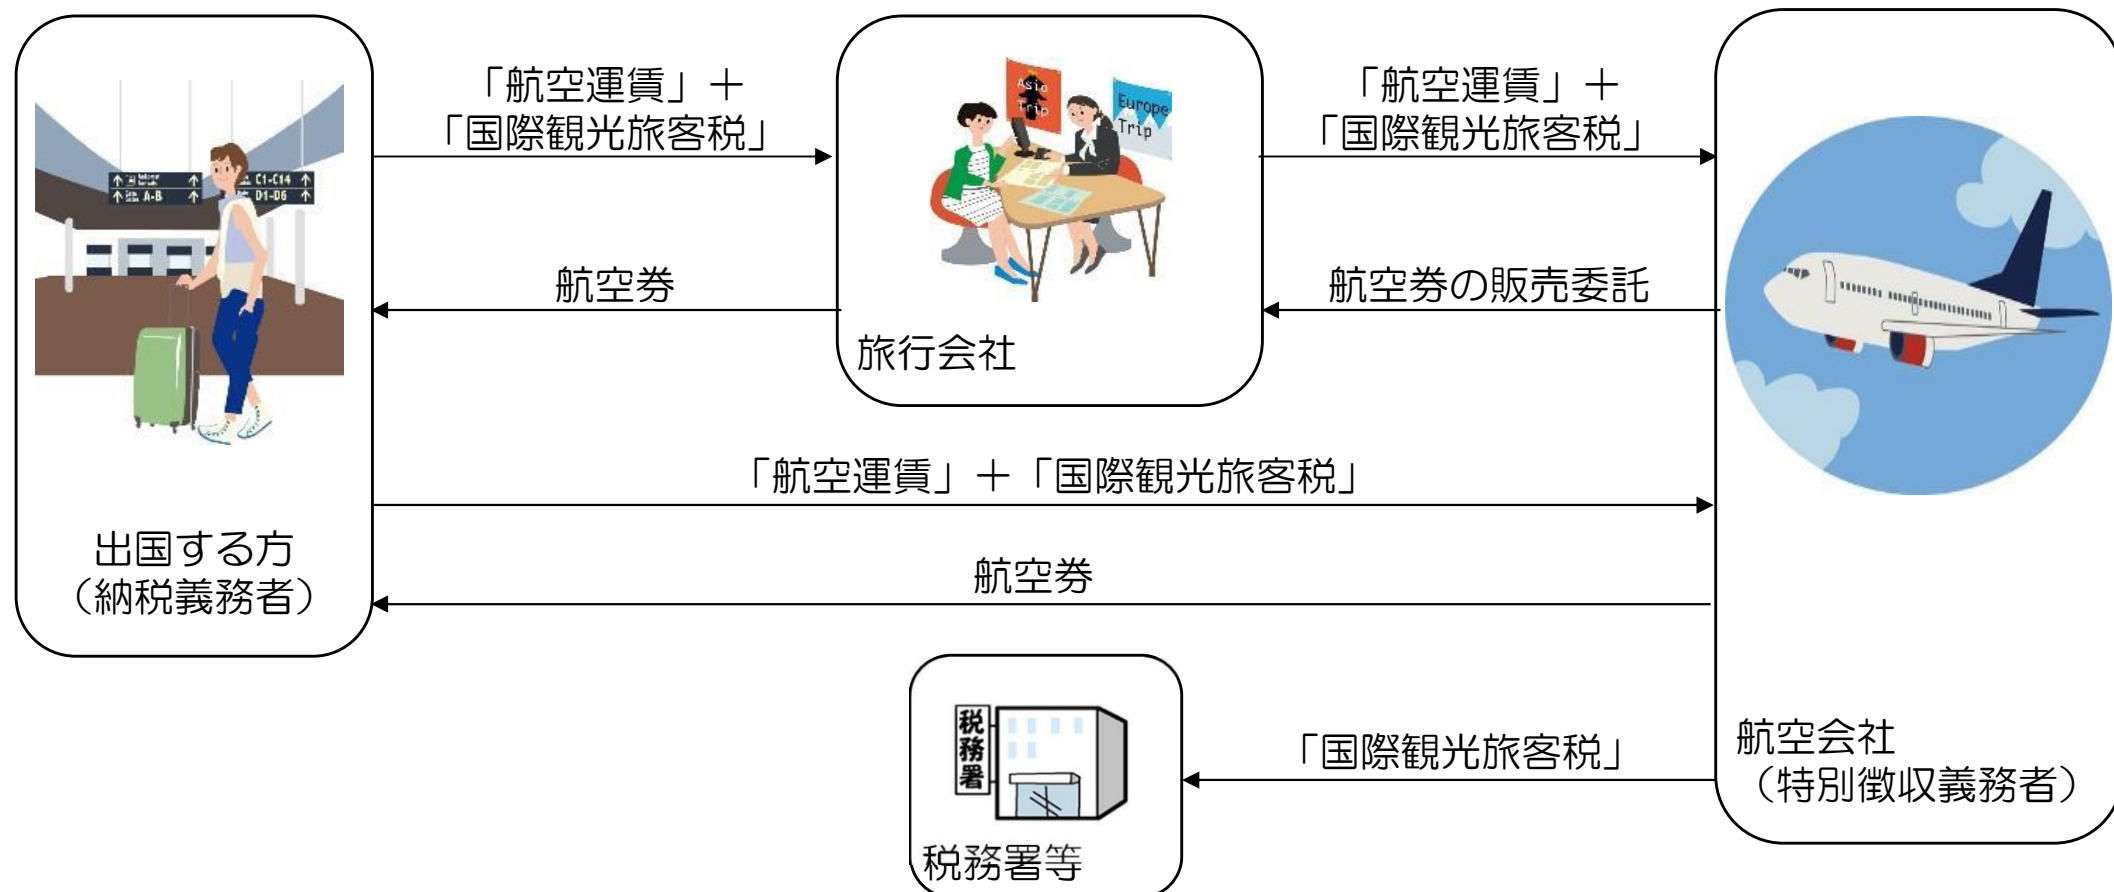 「航空運賃」＋
「国際観光旅客税」
「航空運賃」＋
「国際観光旅客税」
Asia
Trip
Europe
Trip
C1-C14
A-B
D1-D6
航空券
航空券の販売委託
旅行会社
「航空運賃」＋「国際観光旅客税」
出国する方
（納税義務者）
航空券
税務署
「国際観光旅客税」
航空会社
（特別徴収義務者）
税務署等